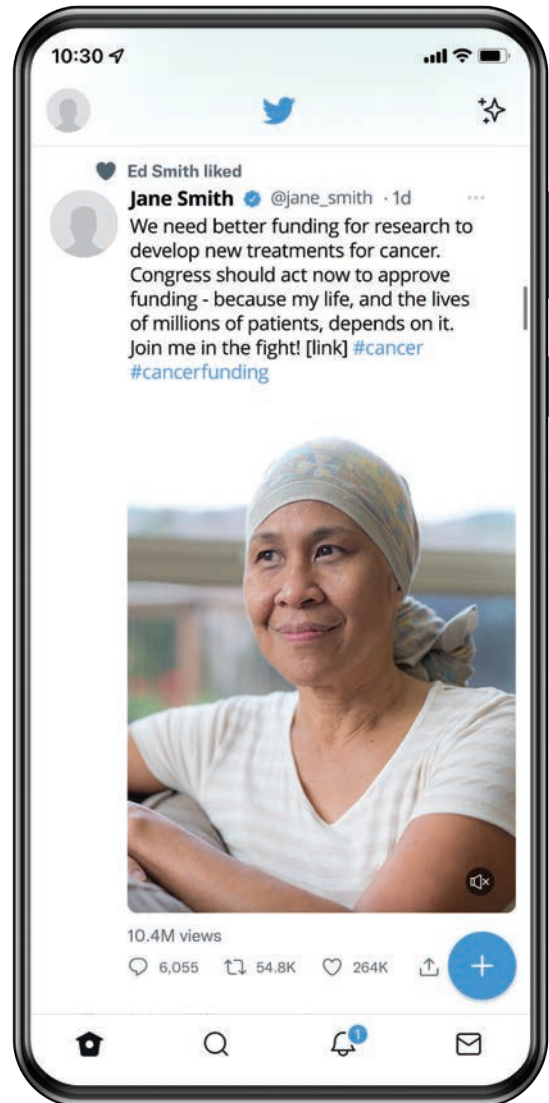 10:30
Ed Smith liked
Jane Smith @jane_smith · 1d
We need better funding for research to
develop new treatments for cancer.
Congress should act now to approve
funding - because my life, and the lives
of millions of patients, depends on it.
Join me in the fight! [link] #cancer
#cancerfunding
10.4M views
6,055 54.8K 264K
1